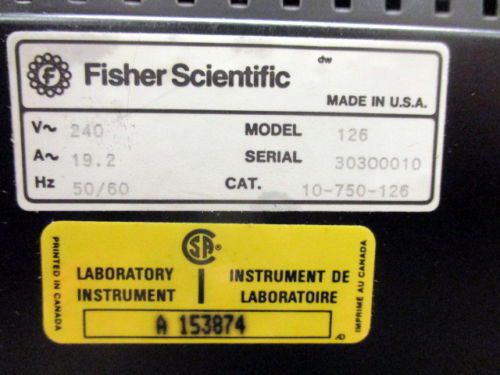 F Fisher Scientific
dw
MADE IN U.S.A.
V~ 240 MODEL 126
A~ 19.2 SERIAL 30300010
Hz 50/60 CAT. 10-750-126
PRINTED IN CANADA
SA
LABORATORY INSTRUMENT DE
INSTRUMENT LABORATOIRE
A 153874
IMPRIMÉ AU CANADA